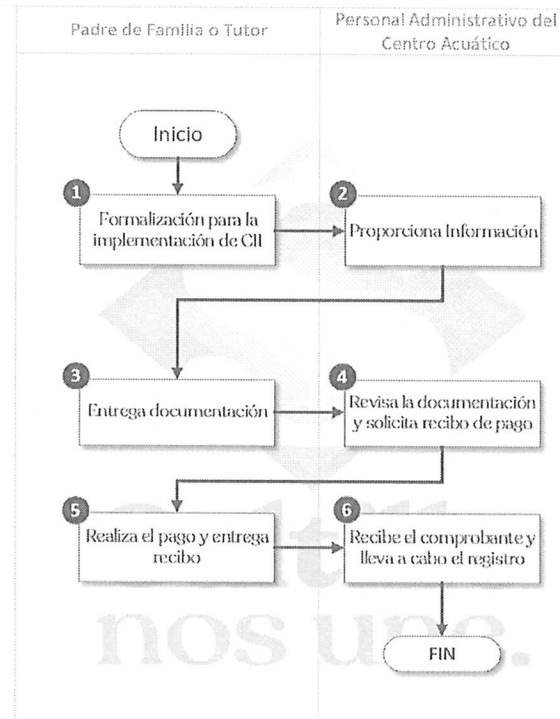 Padre de Familia o Tutor
Personal Administrativo del
Centro Acuático
Inicio
1
Formalización para la
implementación de CII
2
Proporciona Información
3
Entrega documentación
4
Revisa la documentación
y solicita recibo de pago
5
Realiza el pago y entrega
recibo
6
Recibe el comprobante y
lleva a cabo el registro
nos une.
FIN